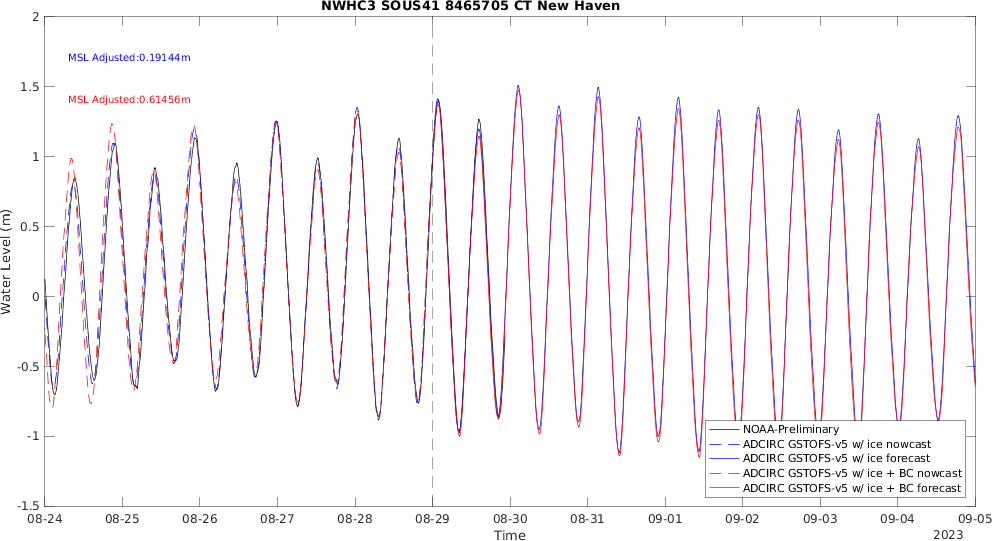 NWHC3 SOUS41 8465705 CT New Haven
2
MSL Adjusted:0.19144m
MSL Adjusted:0.61456m
1.5
1
0.5
0
-0.5
-1
-1.5
Water Level (m)
NOAA-Preliminary
ADCIRC GSTOFS-v5 w/ ice nowcast
ADCIRC GSTOFS-v5 w/ ice forecast
ADCIRC GSTOFS-v5 w/ ice + BC nowcast
ADCIRC GSTOFS-v5 w/ ice + BC forecast
08-24 08-25 08-26 08-27 08-28 08-29 08-30 08-31 09-01 09-02 09-03 09-04 09-05
Time
2023